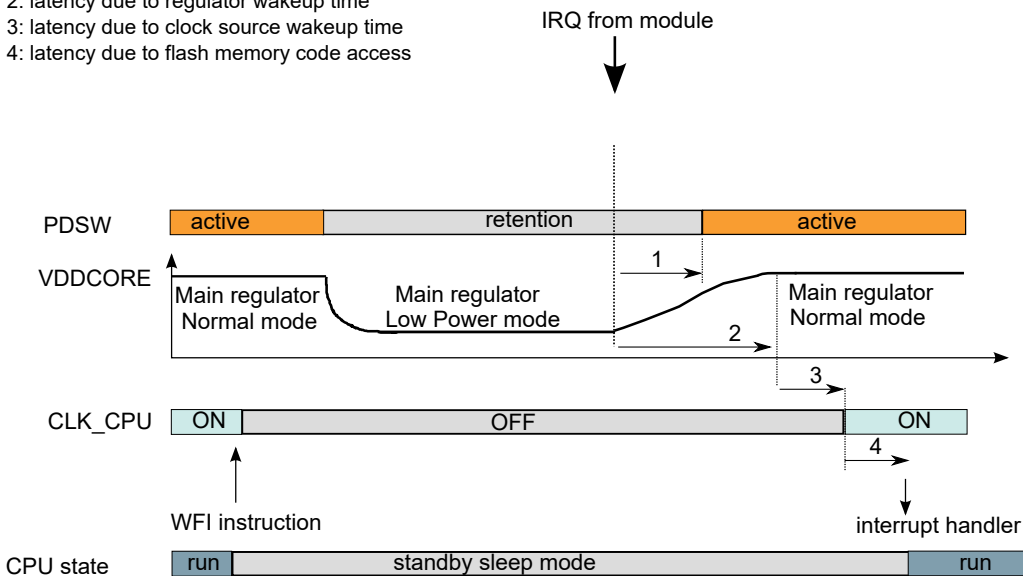 2: latency due to regulator wakeup time
3: latency due to clock source wakeup time
4: latency due to flash memory code access
IRQ from module
PDSW
active
retention
active
1
VDDCORE
Main regulator
Normal mode
Main regulator
Low Power mode
Main regulator
Normal mode
2
3
CLK_CPU
ON
OFF
ON
4
WFI instruction
interrupt handler
CPU state
run
standby sleep mode
run